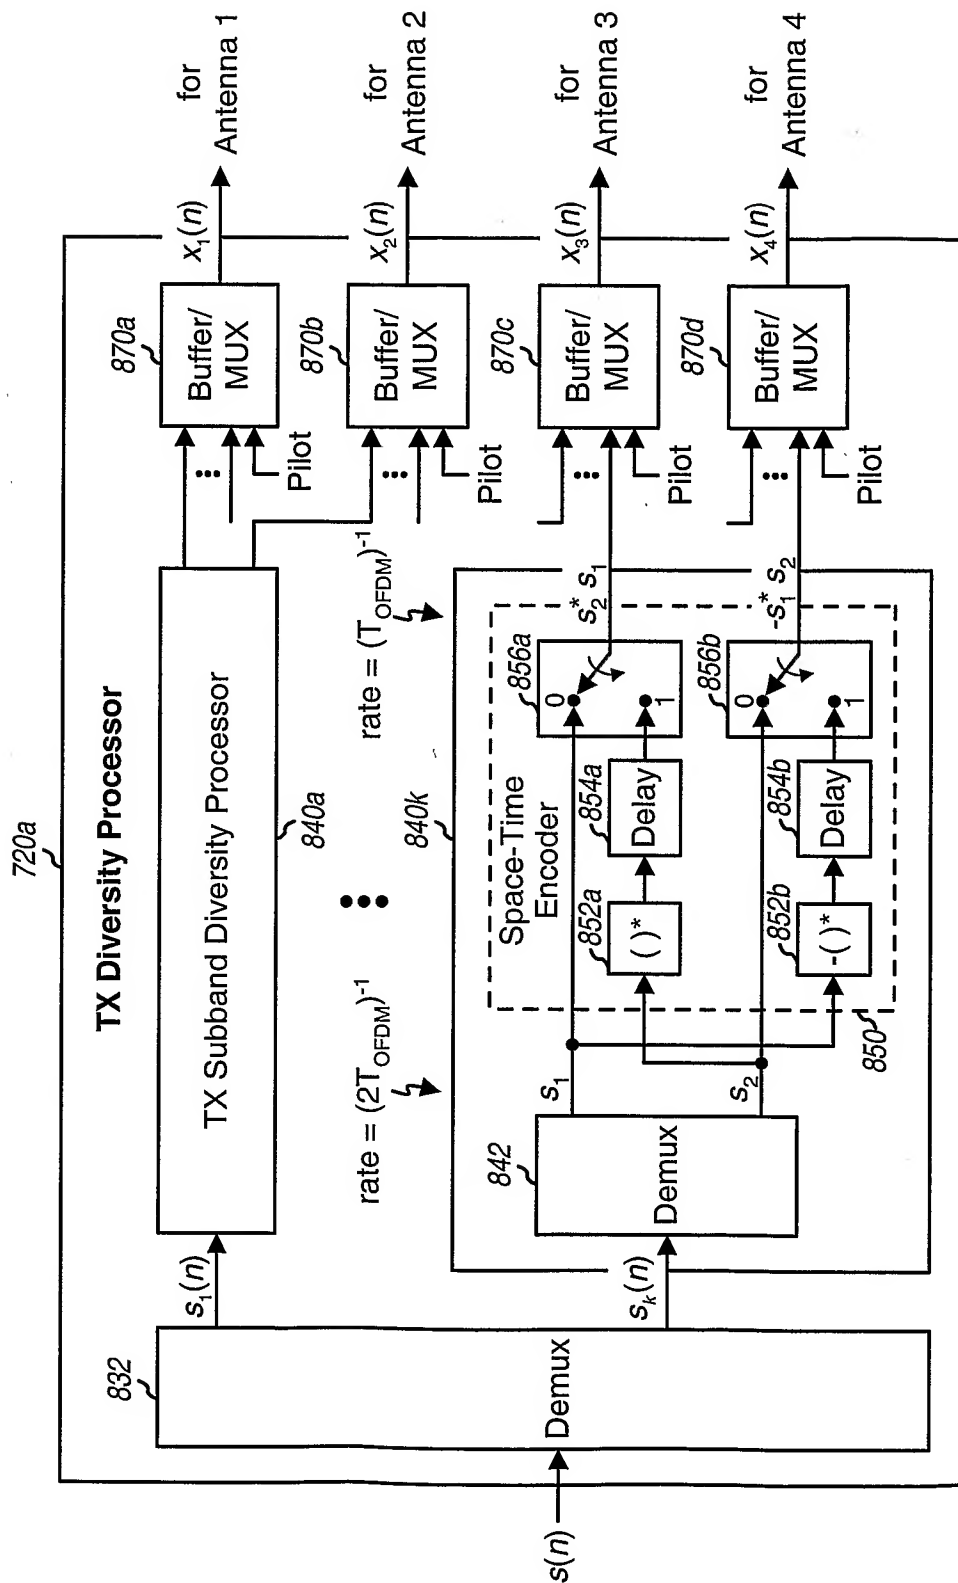 720a
TX Diversity Processor
832
Demux
s(n)
s₁(n)
TX Subband Diversity Processor
840a
sₖ(n)
rate = (2T_OFDM)⁻¹
rate = (T_OFDM)⁻¹
840k
842
Demux
s₁
s₂
Space-Time
Encoder
850
852a
( )*
854a
Delay
856a
0
1
s₂* s₁
852b
-( )*
854b
Delay
856b
0
1
-s₁* s₂
870a
Buffer/
MUX
Pilot
x₁(n)
for
Antenna 1
870b
Buffer/
MUX
Pilot
x₂(n)
for
Antenna 2
870c
Buffer/
MUX
Pilot
x₃(n)
for
Antenna 3
870d
Buffer/
MUX
Pilot
x₄(n)
for
Antenna 4